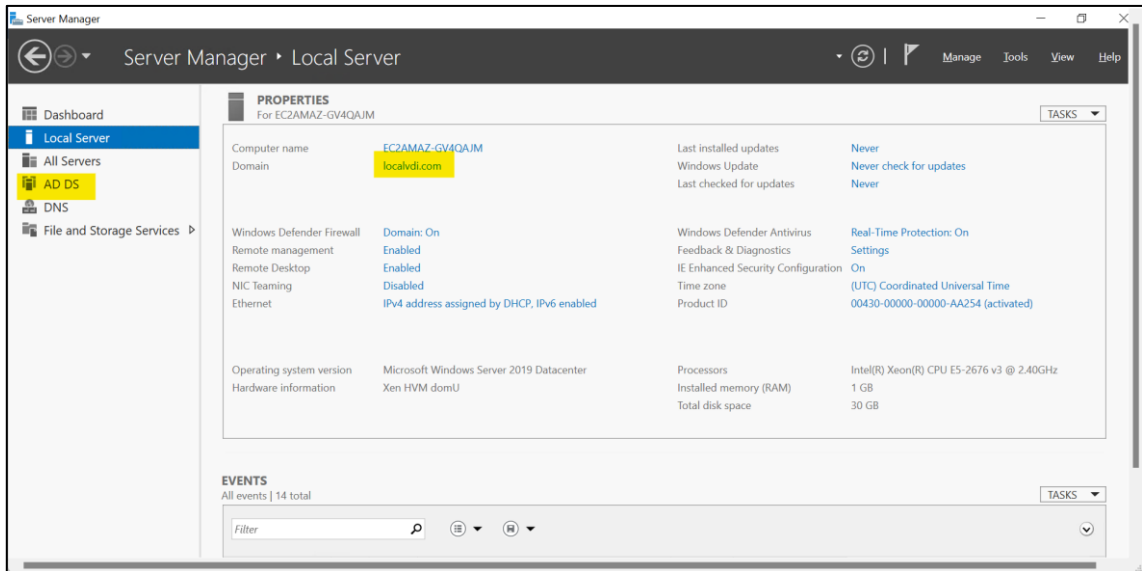 Server Manager
Server Manager ‣ Local Server
Manage Tools View Help
Dashboard
Local Server
All Servers
AD DS
DNS
File and Storage Services
PROPERTIES
For EC2AMAZ-GV4QAJM
TASKS
Computer name EC2AMAZ-GV4QAJM Last installed updates Never
Domain localvdi.com Windows Update Never check for updates
Last checked for updates Never
Windows Defender Firewall Domain: On Windows Defender Antivirus Real-Time Protection: On
Remote management Enabled Feedback & Diagnostics Settings
Remote Desktop Enabled IE Enhanced Security Configuration On
NIC Teaming Disabled Time zone (UTC) Coordinated Universal Time
Ethernet IPv4 address assigned by DHCP, IPv6 enabled Product ID 00430-00000-00000-AA254 (activated)
Operating system version Microsoft Windows Server 2019 Datacenter Processors Intel(R) Xeon(R) CPU E5-2676 v3 @ 2.40GHz
Hardware information Xen HVM domU Installed memory (RAM) 1 GB
Total disk space 30 GB
EVENTS
All events | 14 total
TASKS
Filter